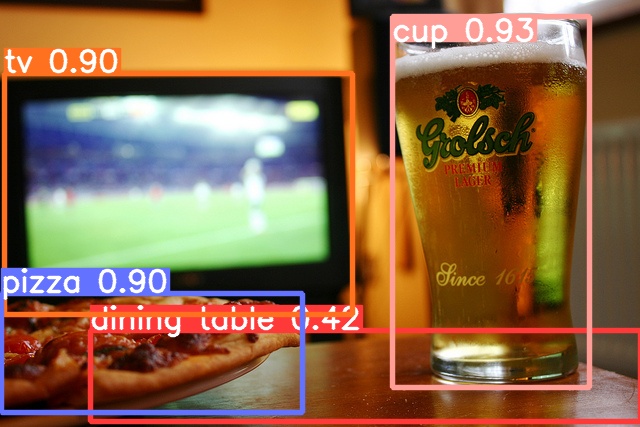 tv 0.90
cup 0.93
Grolsch
PREMIUM
LAGER
Since 16
pizza 0.90
dining table 0.42